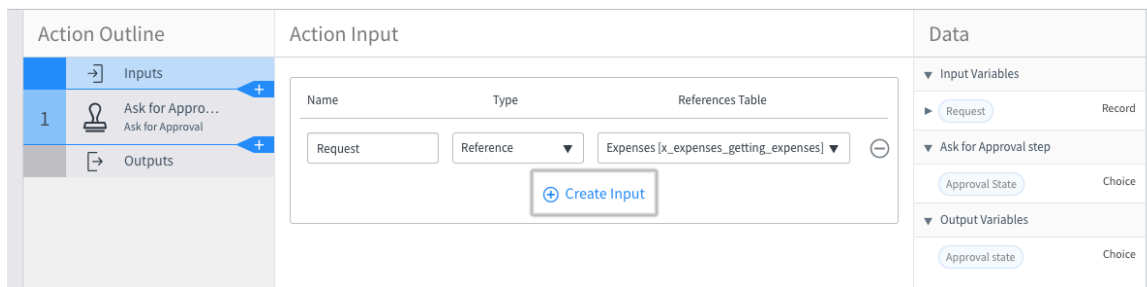 Action Outline
Inputs
1
Ask for Appro...
Ask for Approval
Outputs
Action Input
Name Type References Table
Request Reference Expenses [x_expenses_getting_expenses]
Create Input
Data
Input Variables
Request Record
Ask for Approval step
Approval State Choice
Output Variables
Approval state Choice